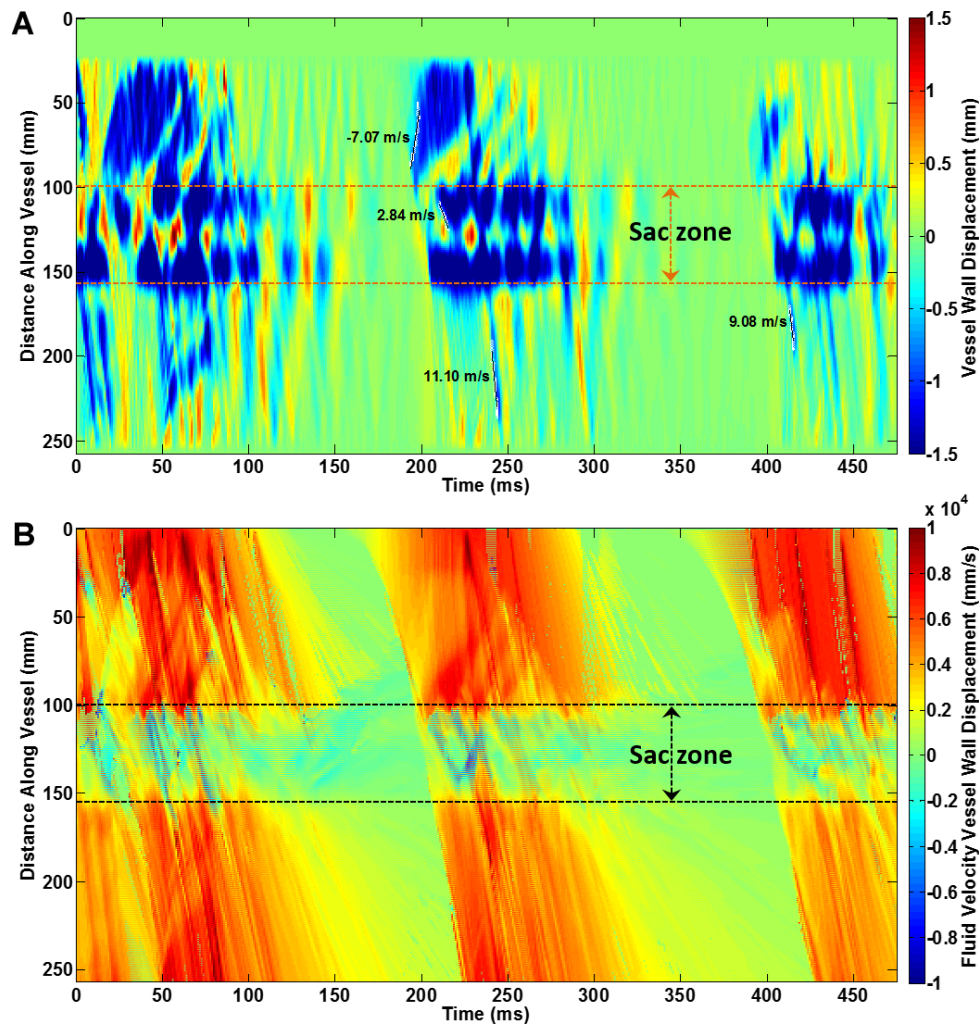 A
0
50
100
150
200
250
Distance Along Vessel (mm)
-7.07 m/s
2.84 m/s
Sac zone
9.08 m/s
11.10 m/s
0 50 100 150 200 250 300 350 400 450
Time (ms)
1.5
1
0.5
0
-0.5
-1
-1.5
Vessel Wall Displacement (mm)
B
0
50
100
150
200
250
Distance Along Vessel (mm)
Sac zone
0 50 100 150 200 250 300 350 400 450
Time (ms)
x 10⁴
1
0.8
0.6
0.4
0.2
0
-0.2
-0.4
-0.6
-0.8
-1
Fluid Velocity Vessel Wall Displacement (mm/s)